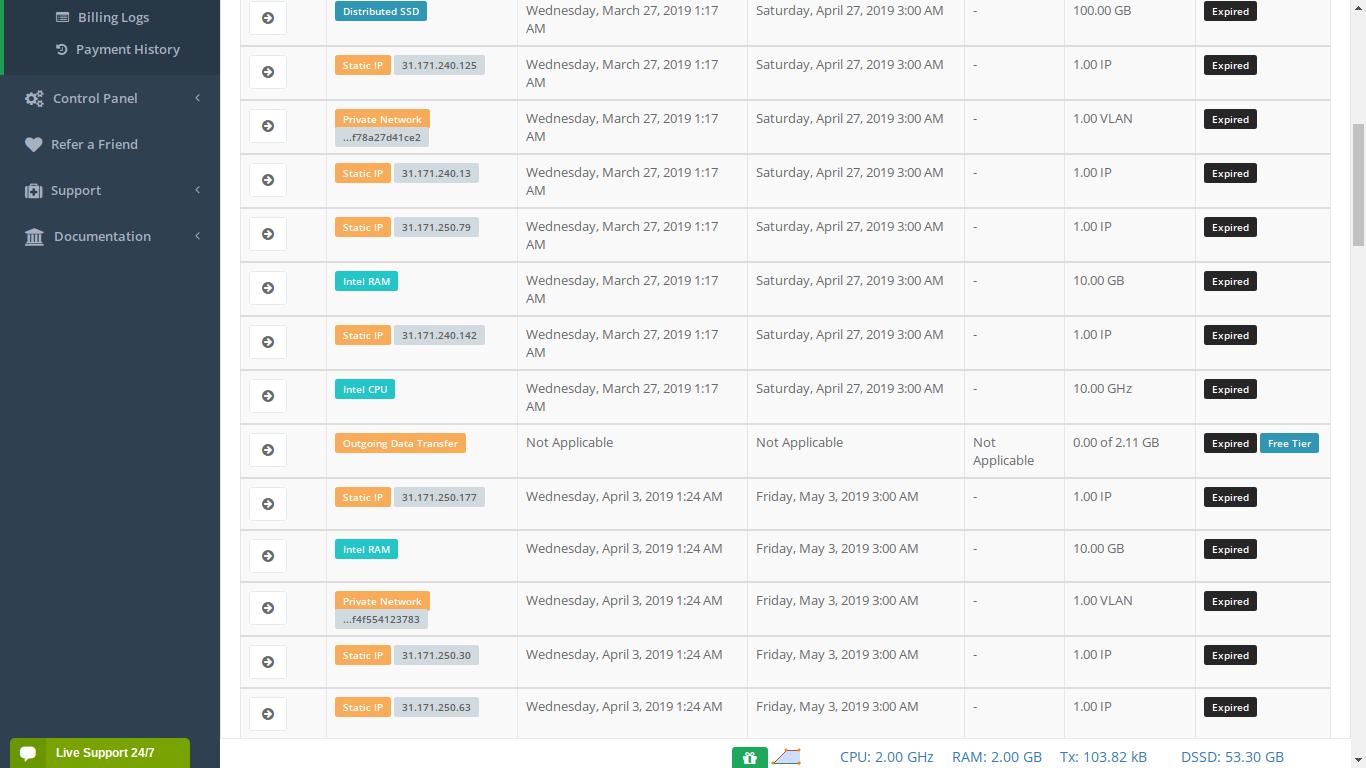 Billing Logs
Payment History
Control Panel
Refer a Friend
Support
Documentation
Live Support 24/7
Distributed SSD Wednesday, March 27, 2019 1:17 Saturday, April 27, 2019 3:00 AM - 100.00 GB Expired
AM
Static IP 31.171.240.125 Wednesday, March 27, 2019 1:17 Saturday, April 27, 2019 3:00 AM - 1.00 IP Expired
AM
Private Network Wednesday, March 27, 2019 1:17 Saturday, April 27, 2019 3:00 AM - 1.00 VLAN Expired
...f78a27d41ce2 AM
Static IP 31.171.240.13 Wednesday, March 27, 2019 1:17 Saturday, April 27, 2019 3:00 AM - 1.00 IP Expired
AM
Static IP 31.171.250.79 Wednesday, March 27, 2019 1:17 Saturday, April 27, 2019 3:00 AM - 1.00 IP Expired
AM
Intel RAM Wednesday, March 27, 2019 1:17 Saturday, April 27, 2019 3:00 AM - 10.00 GB Expired
AM
Static IP 31.171.240.142 Wednesday, March 27, 2019 1:17 Saturday, April 27, 2019 3:00 AM - 1.00 IP Expired
AM
Intel CPU Wednesday, March 27, 2019 1:17 Saturday, April 27, 2019 3:00 AM - 10.00 GHz Expired
AM
Outgoing Data Transfer Not Applicable Not Applicable Not 0.00 of 2.11 GB Expired Free Tier
Applicable
Static IP 31.171.250.177 Wednesday, April 3, 2019 1:24 AM Friday, May 3, 2019 3:00 AM - 1.00 IP Expired
Intel RAM Wednesday, April 3, 2019 1:24 AM Friday, May 3, 2019 3:00 AM - 10.00 GB Expired
Private Network Wednesday, April 3, 2019 1:24 AM Friday, May 3, 2019 3:00 AM - 1.00 VLAN Expired
...f4f554123783
Static IP 31.171.250.30 Wednesday, April 3, 2019 1:24 AM Friday, May 3, 2019 3:00 AM - 1.00 IP Expired
Static IP 31.171.250.63 Wednesday, April 3, 2019 1:24 AM Friday, May 3, 2019 3:00 AM - 1.00 IP Expired
CPU: 2.00 GHz RAM: 2.00 GB Tx: 103.82 kB DSSD: 53.30 GB